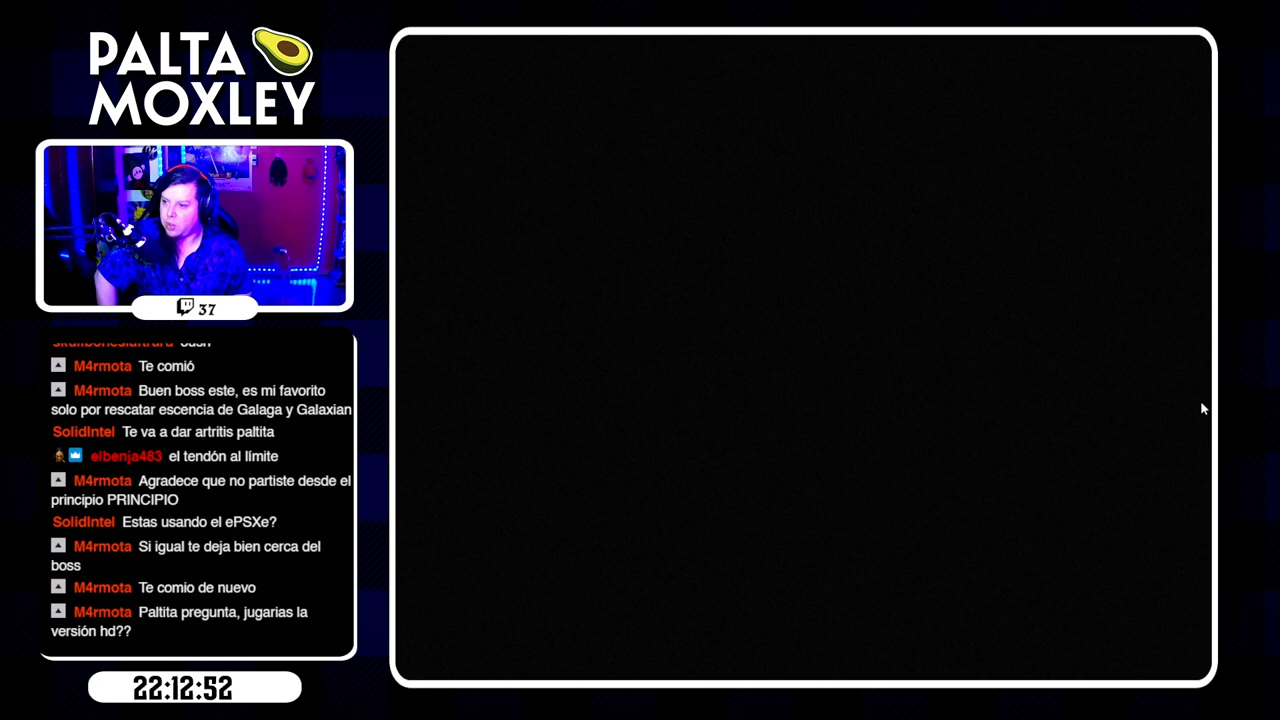 PALTA
MOXLEY
37
M4rmota Te comió
M4rmota Buen boss este, es mi favorito
solo por rescatar escencia de Galaga y Galaxian
SolidIntel Te va a dar artritis paltita
elbenja483 el tendón al límite
M4rmota Agradece que no partiste desde el
principio PRINCIPIO
SolidIntel Estas usando el ePSXe?
M4rmota Si igual te deja bien cerca del
boss
M4rmota Te comio de nuevo
M4rmota Paltita pregunta, jugarias la
versión hd??
22:12:52